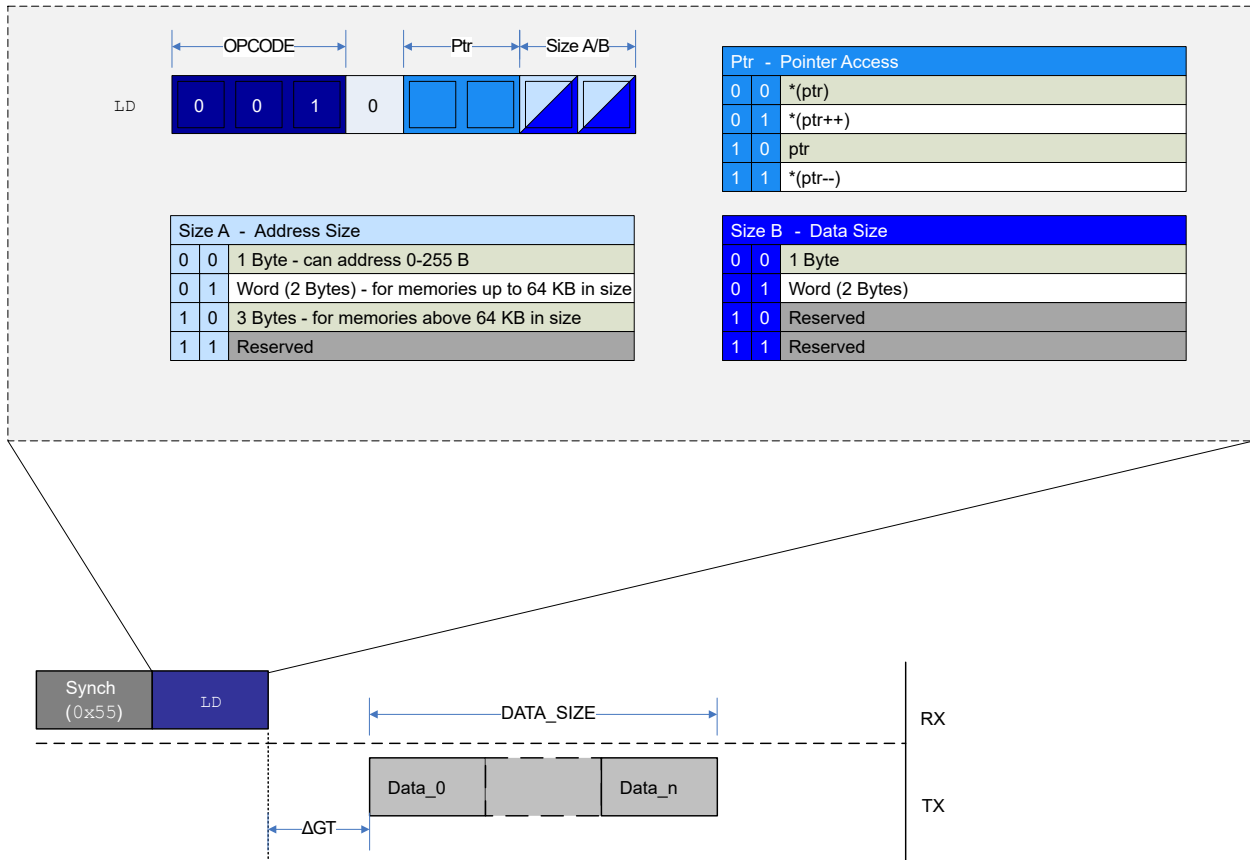 OPCODE Ptr Size A/B
LD 0 0 1 0
Ptr - Pointer Access
0 0 *(ptr)
0 1 *(ptr++)
1 0 ptr
1 1 *(ptr--)
Size A - Address Size
0 0 1 Byte - can address 0-255 B
0 1 Word (2 Bytes) - for memories up to 64 KB in size
1 0 3 Bytes - for memories above 64 KB in size
1 1 Reserved
Size B - Data Size
0 0 1 Byte
0 1 Word (2 Bytes)
1 0 Reserved
1 1 Reserved
Synch
(0x55)
LD
DATA_SIZE
RX
Data_0 Data_n
TX
ΔGT